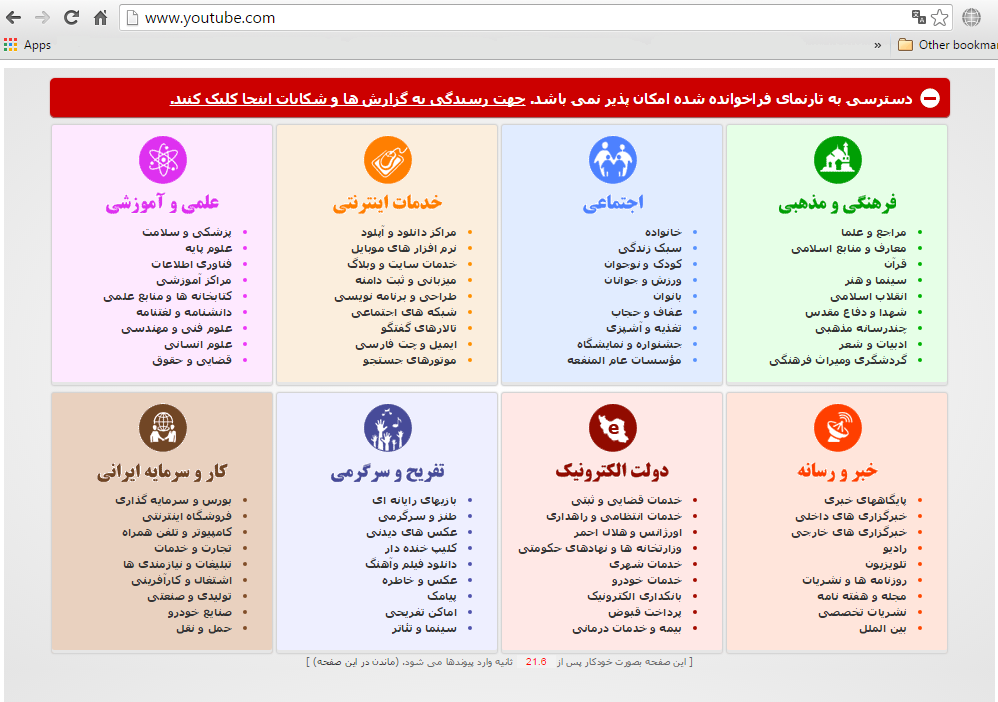 www.youtube.com
Apps
»
Other bookmar
دسترسی به تارنمای فراخوانده شده امکان پذیر نمی باشد. جهت رسیدگی به گزارش ها و شکایات اینجا کلیک کنید.
فرهنگی و مذهبی
مراجع و علما
معارف و منابع اسلامی
قرآن
سینما و هنر
انقلاب اسلامی
شهدا و دفاع مقدس
چندرسانه مذهبی
ادبیات و شعر
گردشگری ومیراث فرهنگی
اجتماعی
خانواده
سبک زندگی
کودک و نوجوان
ورزش و جوانان
بانوان
عفاف و حجاب
تغذیه و آشپزی
جشنواره و نمایشگاه
مؤسسات عام المنفعه
خدمات اینترنتی
مراکز دانلود و آپلود
نرم افزار های موبایل
خدمات سایت و وبلاگ
میزبانی و ثبت دامنه
طراحی و برنامه نویسی
شبکه های اجتماعی
تالارهای گفتگو
ایمیل و چت فارسی
موتورهای جستجو
علمی و آموزشی
پزشکی و سلامت
علوم پایه
فناوری اطلاعات
مراکز آموزشی
کتابخانه ها و منابع علمی
دانشنامه و لغتنامه
علوم فنی و مهندسی
علوم انسانی
قضایی و حقوق
خبر و رسانه
پایگاههای خبری
خبرگزاری های داخلی
خبرگزاری های خارجی
رادیو
تلویزیون
روزنامه ها و نشریات
مجله و هفته نامه
نشریات تخصصی
بین الملل
e
دولت الکترونیک
خدمات قضایی و ثبتی
خدمات انتظامی و راهداری
اورژانس و هلال احمر
وزارتخانه ها و نهادهای حکومتی
خدمات شهری
خدمات خودرو
بانکداری الکترونیک
پرداخت قبوض
بیمه و خدمات درمانی
تفریح و سرگرمی
بازیهای رایانه ای
طنز و سرگرمی
عکس های دیدنی
کلیپ خنده دار
دانلود فیلم وآهنگ
عکس و خاطره
پیامک
اماکن تفریحی
سینما و تئاتر
کار و سرمایه ایرانی
بورس و سرمایه گذاری
فروشگاه اینترنتی
کامپیوتر و تلفن همراه
تجارت و خدمات
تبلیغات و نیازمندی ها
اشتغال و کارآفرینی
تولیدی و صنعتی
صنایع خودرو
حمل و نقل
[ این صفحه بصورت خودکار پس از 21.6 ثانیه وارد پیوندها می شود. (ماندن در این صفحه) ]